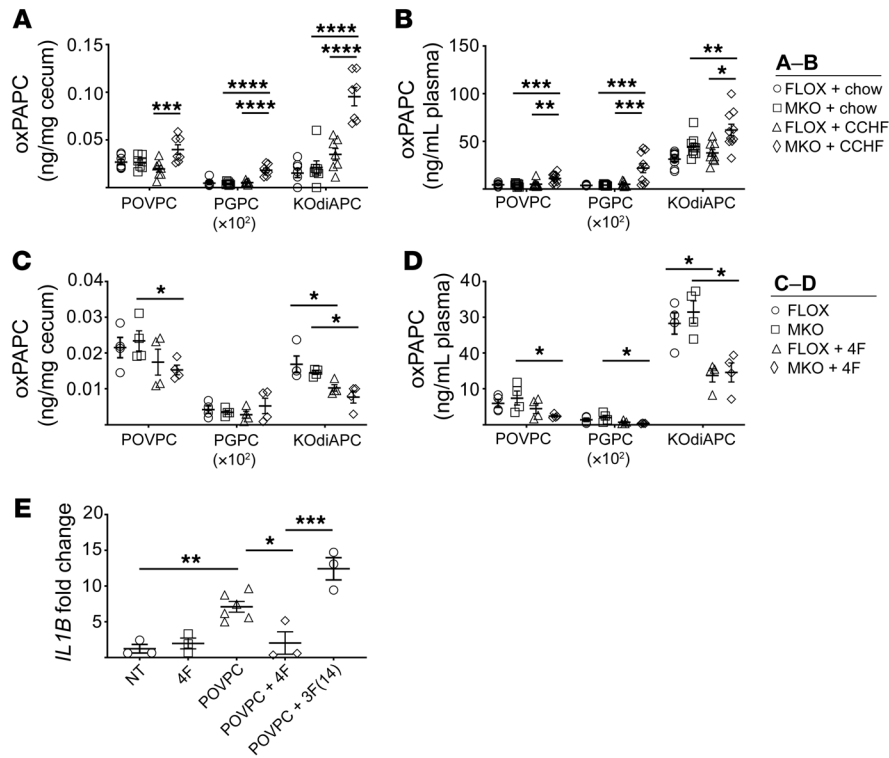 A
oxPAPC
(ng/mg cecum)
0.15
0.10
0.05
***
****
****
****
****
POVPC
PGPC
KOdiAPC
(×10²)
B
oxPAPC
(ng/mL plasma)
150
100
50
***
**
***
***
**
*
POVPC
PGPC
KOdiAPC
(×10²)
A–B
FLOX + chow
MKO + chow
FLOX + CCHF
MKO + CCHF
C
oxPAPC
(ng/mg cecum)
0.04
0.03
0.02
0.01
*
*
*
POVPC
PGPC
KOdiAPC
(×10²)
D
oxPAPC
(ng/mL plasma)
40
30
40
10
*
*
*
*
POVPC
PGPC
KOdiAPC
(×10²)
C–D
FLOX
MKO
FLOX + 4F
MKO + 4F
E
IL1B fold change
20
15
10
5
**
*
***
NT
4F
POVPC
POVPC + 4F
POVPC + 3F(14)